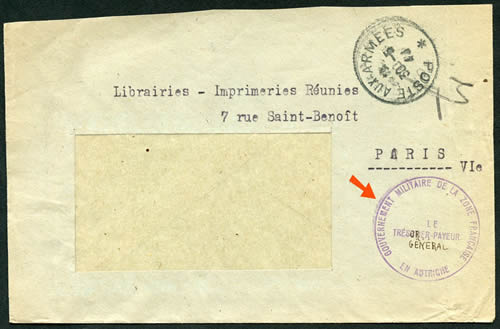 POSTE AUX ARMEES *
Librairies - Imprimeries Réunies
7 rue Saint-Benoît
PARIS
VIe
GOUVERNEMENT MILITAIRE DE LA ZONE FRANÇAISE
EN AUTRICHE
LE
TRÉSORIER-PAYEUR
GÉNÉRAL